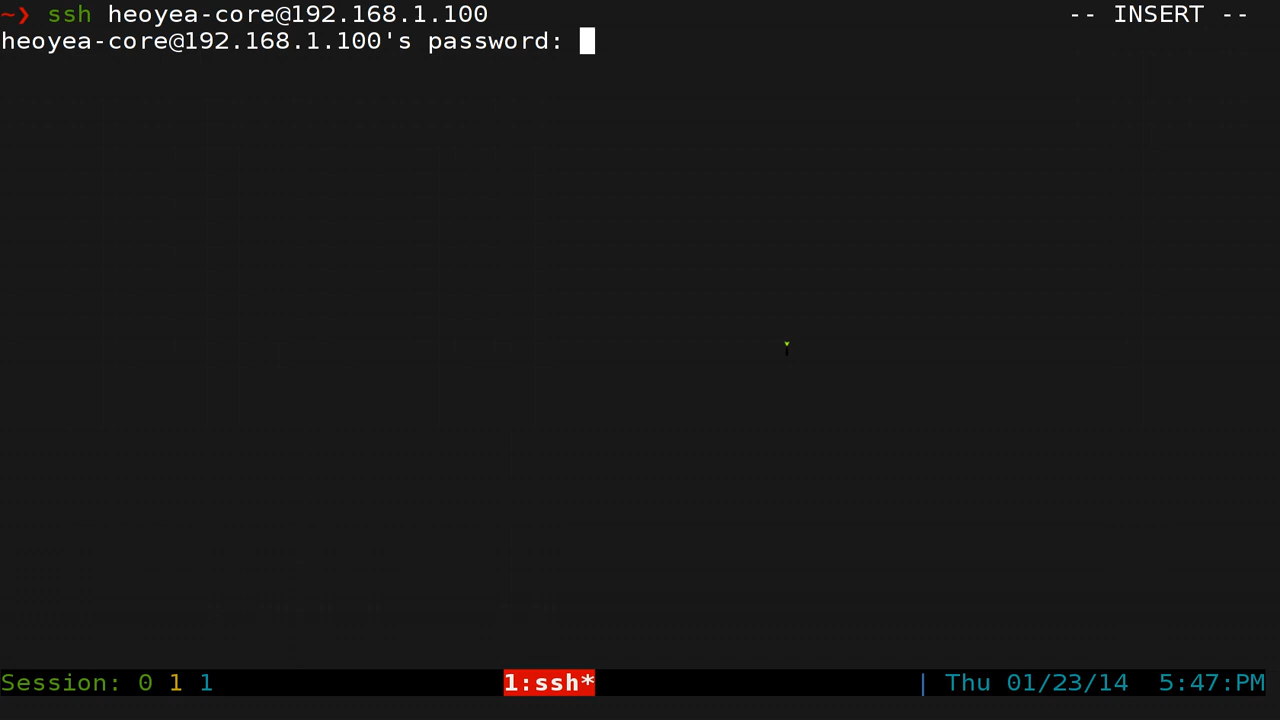 ~❯ ssh heoyea-core@192.168.1.100 -- INSERT --
heoyea-core@192.168.1.100's password:
Session: 0 1 1 1:ssh* | Thu 01/23/14 5:47:PM